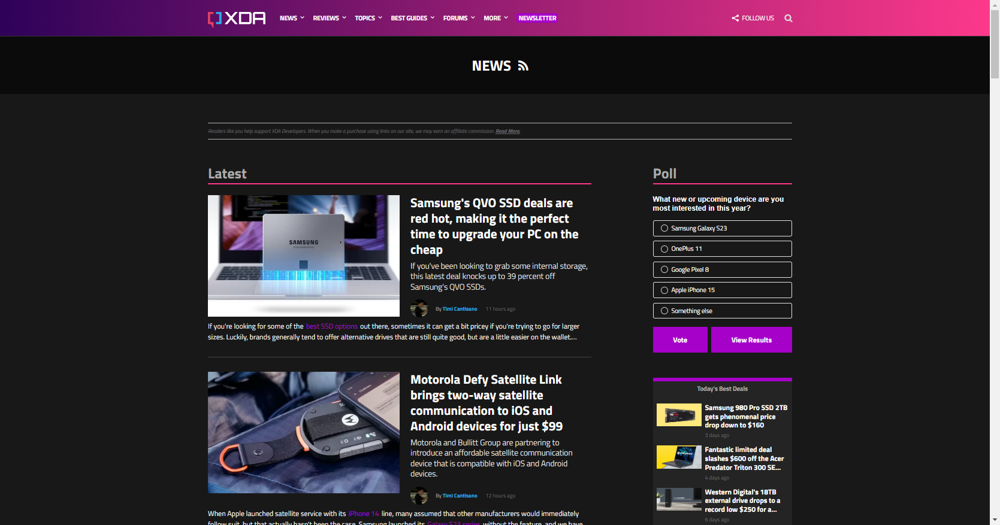 XDA
NEWS
REVIEWS
TOPICS
BEST GUIDES
FORUMS
MORE
NEWSLETTER
FOLLOW US
NEWS
Readers like you help support XDA Developers. When you make a purchase using links on our site, we may earn an affiliate commission. Read More.
Latest
SAMSUNG
Samsung's QVO SSD deals are
red hot, making it the perfect
time to upgrade your PC on the
cheap
If you've been looking to grab some internal storage,
this latest deal knocks up to 39 percent off
Samsung's QVO SSDs.
By Timi Cantisano 11 hours ago
If you're looking for some of the best SSD options out there, sometimes it can get a bit pricey if you're trying to go for larger
sizes. Luckily, brands generally tend to offer alternative drives that are still quite good, but are a little easier on the wallet....
Motorola Defy Satellite Link
brings two-way satellite
communication to iOS and
Android devices for just $99
Motorola and Bullitt Group are partnering to
introduce an affordable satellite communication
device that is compatible with iOS and Android
devices.
By Timi Cantisano 12 hours ago
When Apple launched satellite service with its iPhone 14 line, many assumed that other manufacturers would immediately
follow suit, but that actually hasn't been the case. Samsung launched its Galaxy S23 series without the feature, and we have
Poll
What new or upcoming device are you
most interested in this year?
Samsung Galaxy S23
OnePlus 11
Google Pixel 8
Apple iPhone 15
Something else
Vote
View Results
Today's Best Deals
Samsung 980 Pro SSD 2TB
gets phenomenal price
drop down to $160
3 days ago
Fantastic limited deal
slashes $600 off the Acer
Predator Triton 300 SE...
4 days ago
Western Digital's 18TB
external drive drops to a
record low $250 for a...
6 days ago